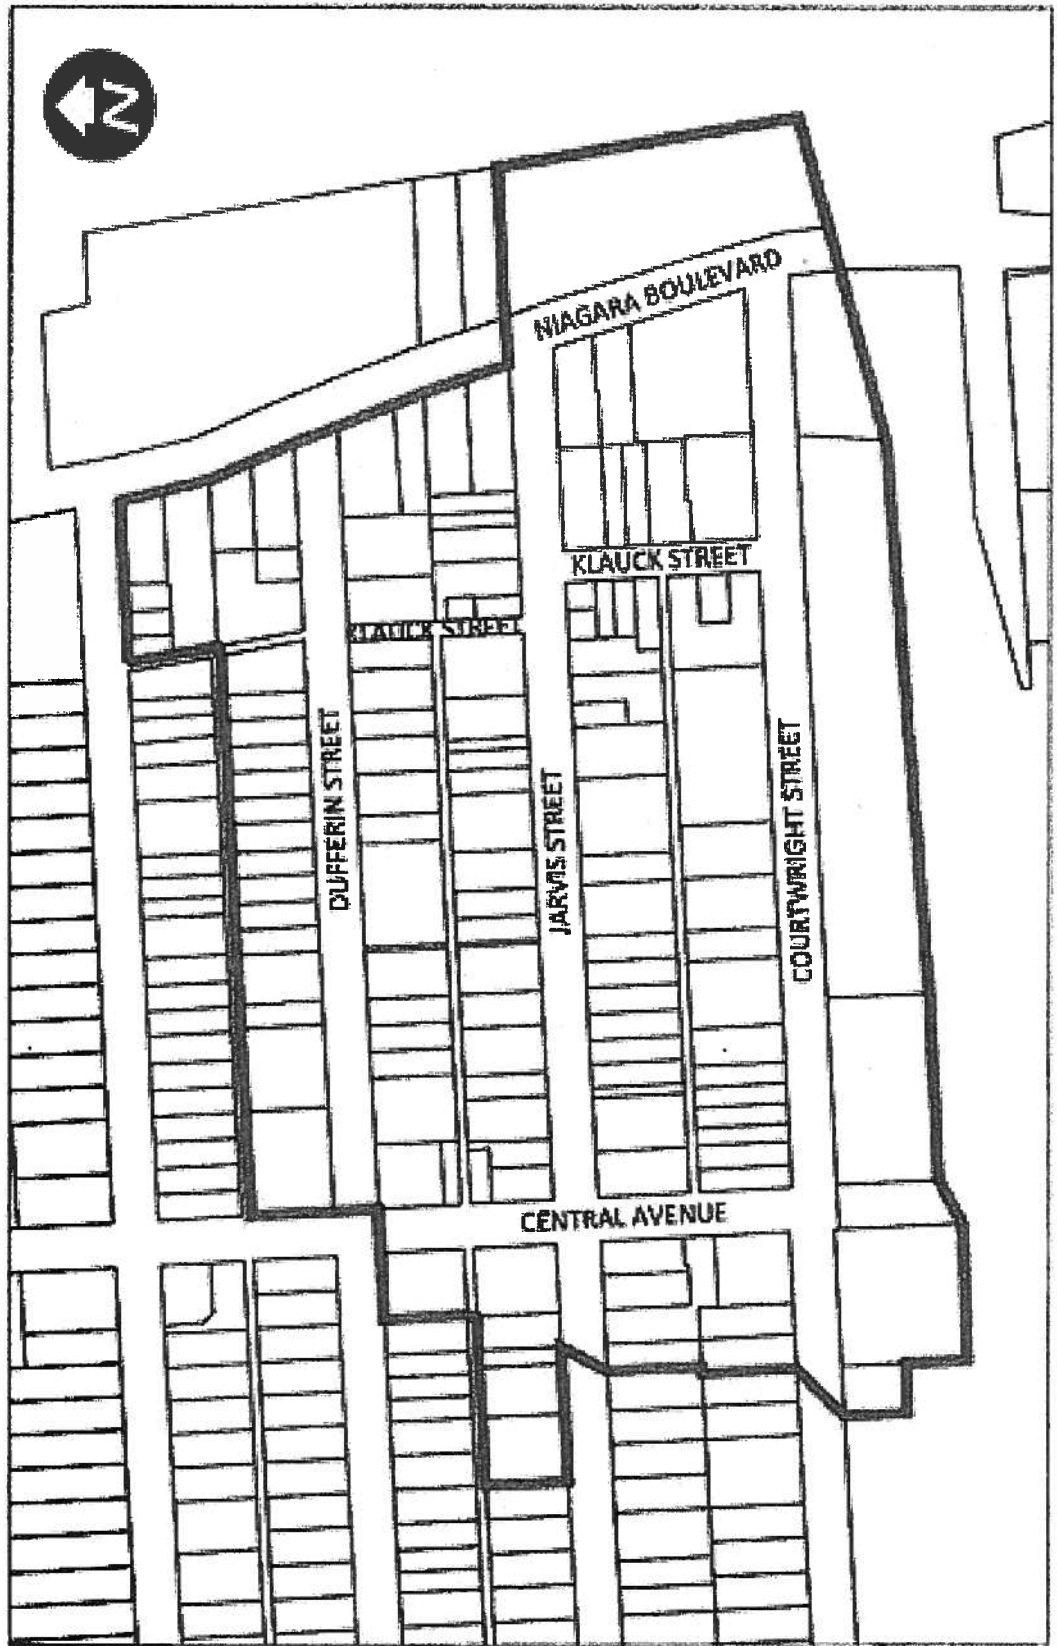 N
NIAGARA BOULEVARD
KLAUCK STREET
KLAUCK STREET
DUFFERIN STREET
JARVIS STREET
COURTWRIGHT STREET
CENTRAL AVENUE